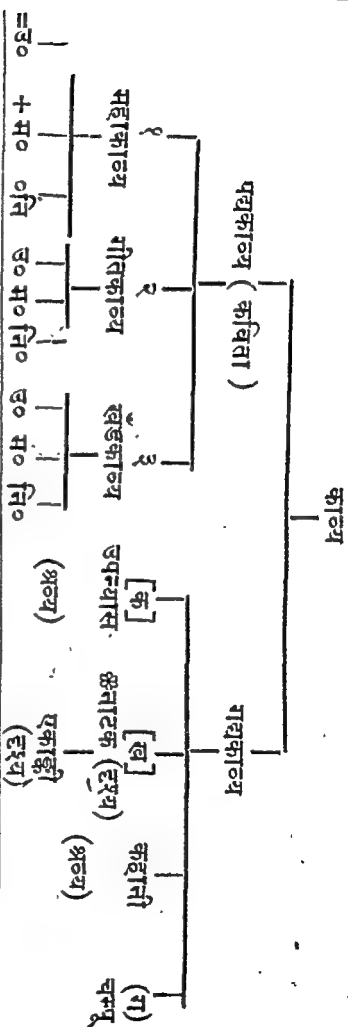 काव्य
पद्यकाव्य ( कविता ) गद्यकाव्य
१ २ ३
महाकाव्य गीतिकाव्य खंडकाव्य
[क] [ख] (ग)
उपन्यास &नाटक कहानी चम्पू
(श्रव्य) (दृश्य) (श्रव्य)
एकाङ्की
(दृश्य)
=उ० + म० ०नि उ० म० नि० उ० म० नि०